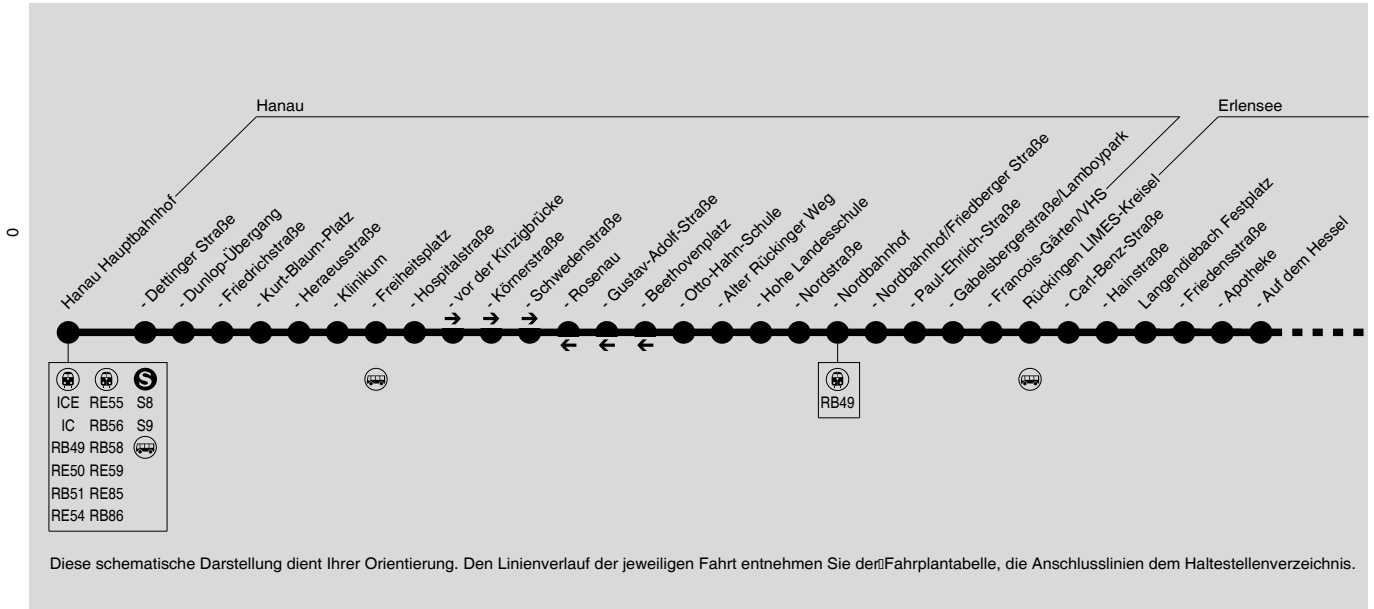 Hanau
Erlensee
Hanau Hauptbahnhof
- Dettinger Straße
- Dunlop-Übergang
- Friedrichstraße
- Kurt-Blaum-Platz
- Heraeusstraße
- Klinikum
- Freiheitsplatz
- Hospitalstraße
- vor der Kinzigbrücke
- Körnerstraße
- Schwedenstraße
- Rosenau
- Gustav-Adolf-Straße
- Beethovenplatz
- Otto-Hahn-Schule
- Alter Rückinger Weg
- Hohe Landesschule
- Nordstraße
- Nordbahnhof
- Nordbahnhof/Friedberger Straße
- Paul-Ehrlich-Straße
- Gabelsbergerstraße/Lamboypark
- Francois-Gärten/VHS
Rückingen LIMES-Kreisel
- Carl-Benz-Straße
- Hainstraße
Langendiebach Festplatz
- Friedensstraße
- Apotheke
- Auf dem Hessel
0
S
ICE RE55 S8
IC RB56 S9
RB49 RB58
RE50 RE59
RB51 RE85
RE54 RB86
RB49
Diese schematische Darstellung dient Ihrer Orientierung. Den Linienverlauf der jeweiligen Fahrt entnehmen Sie der▯Fahrplantabelle, die Anschlusslinien dem Haltestellenverzeichnis.